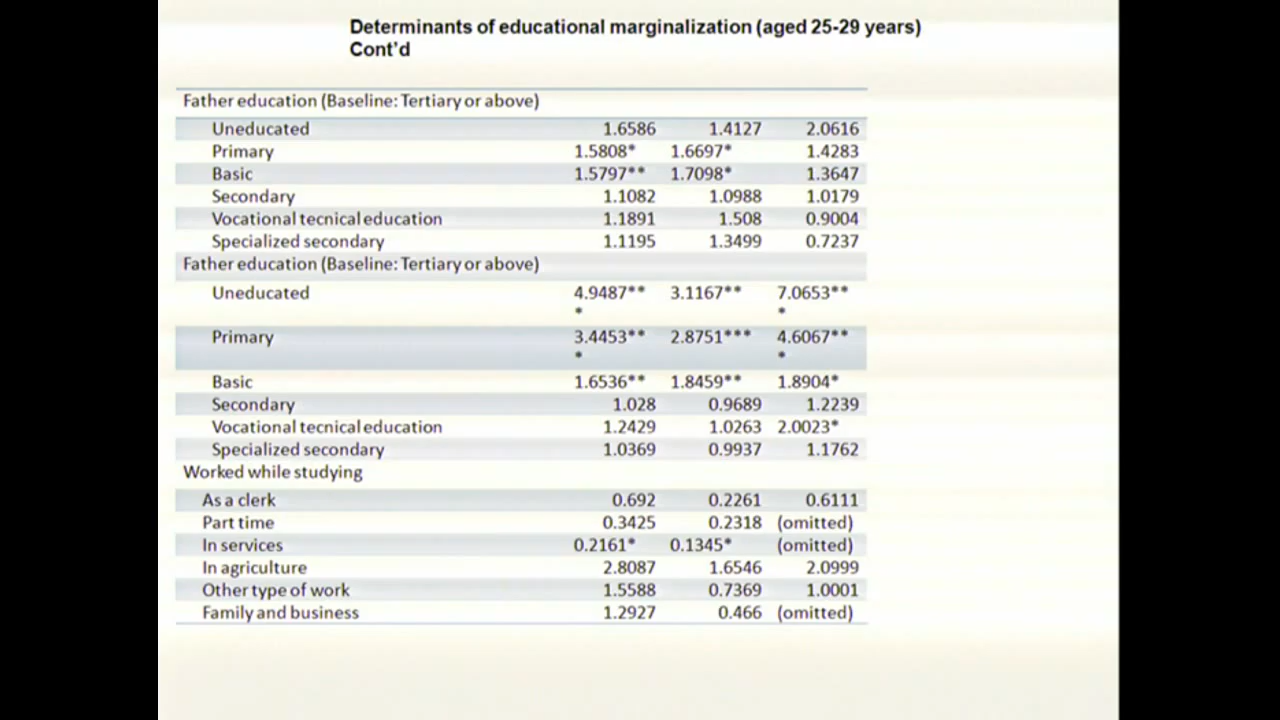 Determinants of educational marginalization (aged 25-29 years)
Cont'd
Father education (Baseline: Tertiary or above)
Uneducated 1.6586 1.4127 2.0616
Primary 1.5808* 1.6697* 1.4283
Basic 1.5797** 1.7098* 1.3647
Secondary 1.1082 1.0988 1.0179
Vocational tecnical education 1.1891 1.508 0.9004
Specialized secondary 1.1195 1.3499 0.7237
Father education (Baseline: Tertiary or above)
Uneducated 4.9487** 3.1167** 7.0653**
* *
Primary 3.4453** 2.8751*** 4.6067**
* *
Basic 1.6536** 1.8459** 1.8904*
Secondary 1.028 0.9689 1.2239
Vocational tecnical education 1.2429 1.0263 2.0023*
Specialized secondary 1.0369 0.9937 1.1762
Worked while studying
As a clerk 0.692 0.2261 0.6111
Part time 0.3425 0.2318 (omitted)
In services 0.2161* 0.1345* (omitted)
In agriculture 2.8087 1.6546 2.0999
Other type of work 1.5588 0.7369 1.0001
Family and business 1.2927 0.466 (omitted)